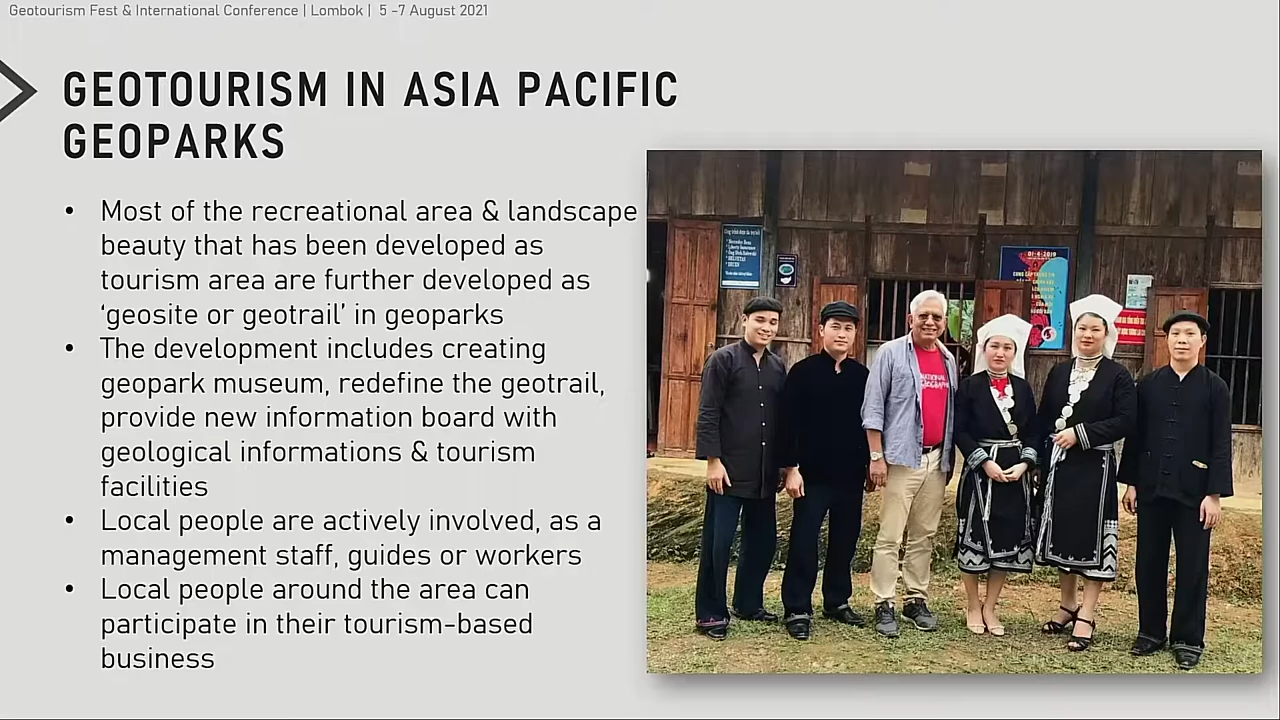 Geotourism Fest & International Conference | Lombok | 5 -7 August 2021
GEOTOURISM IN ASIA PACIFIC
GEOPARKS
• Most of the recreational area & landscape
beauty that has been developed as
tourism area are further developed as
‘geosite or geotrail’ in geoparks
• The development includes creating
geopark museum, redefine the geotrail,
provide new information board with
geological informations & tourism
facilities
• Local people are actively involved, as a
management staff, guides or workers
• Local people around the area can
participate in their tourism-based
business
01-4-2019
NATIONAL